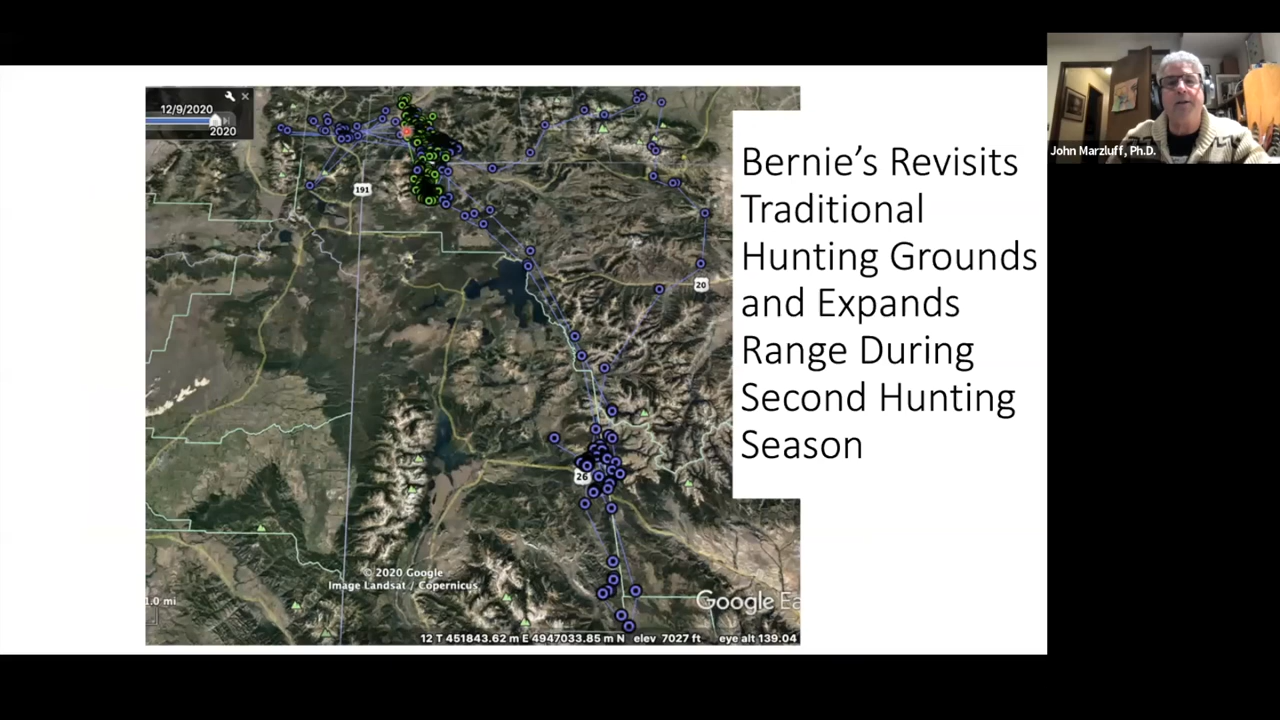 12/9/2020
2020
191
20
26
© 2020 Google
Image Landsat / Copernicus
1.0 mi
Google Ea
12 T 451843.62 m E 4947033.85 m N elev 7027 ft eye alt 139.04
Bernie’s Revisits
Traditional
Hunting Grounds
and Expands
Range During
Second Hunting
Season
John Marzluff, Ph.D.